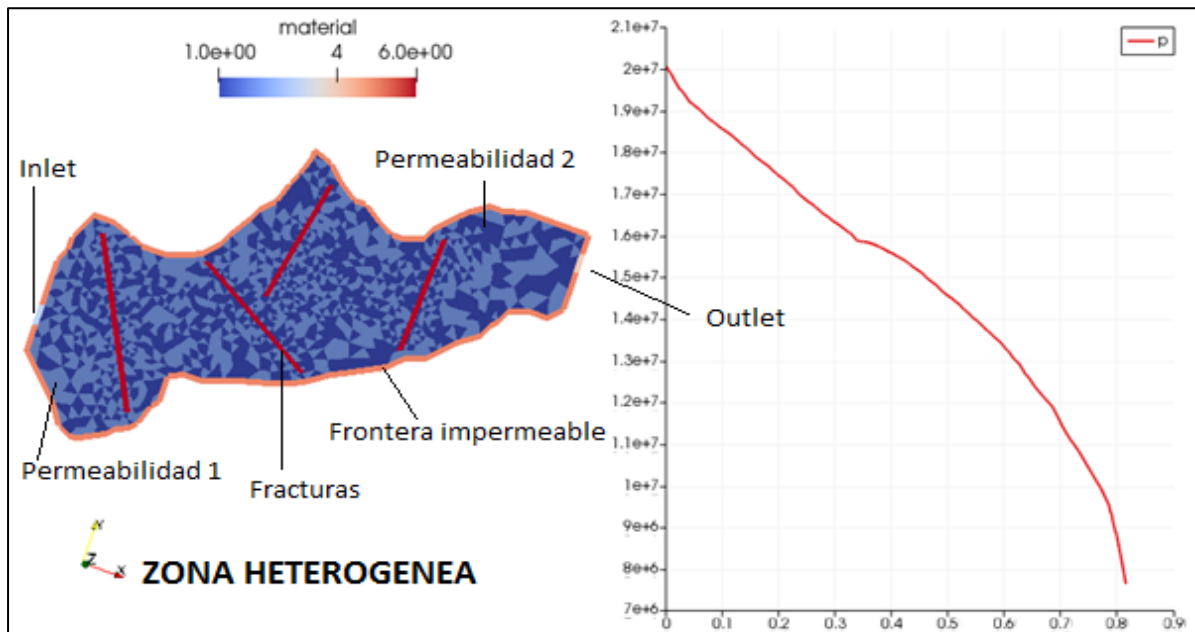 material
1.0e+00 4 6.0e+00
Inlet
Permeabilidad 2
Outlet
Frontera impermeable
Permeabilidad 1
Fracturas
Y
Z
X
ZONA HETEROGENEA
p
2.1e+7
2e+7
1.9e+7
1.8e+7
1.7e+7
1.6e+7
1.5e+7
1.4e+7
1.3e+7
1.2e+7
1.1e+7
1e+7
9e+6
8e+6
7e+6
0 0.1 0.2 0.3 0.4 0.5 0.6 0.7 0.8 0.9